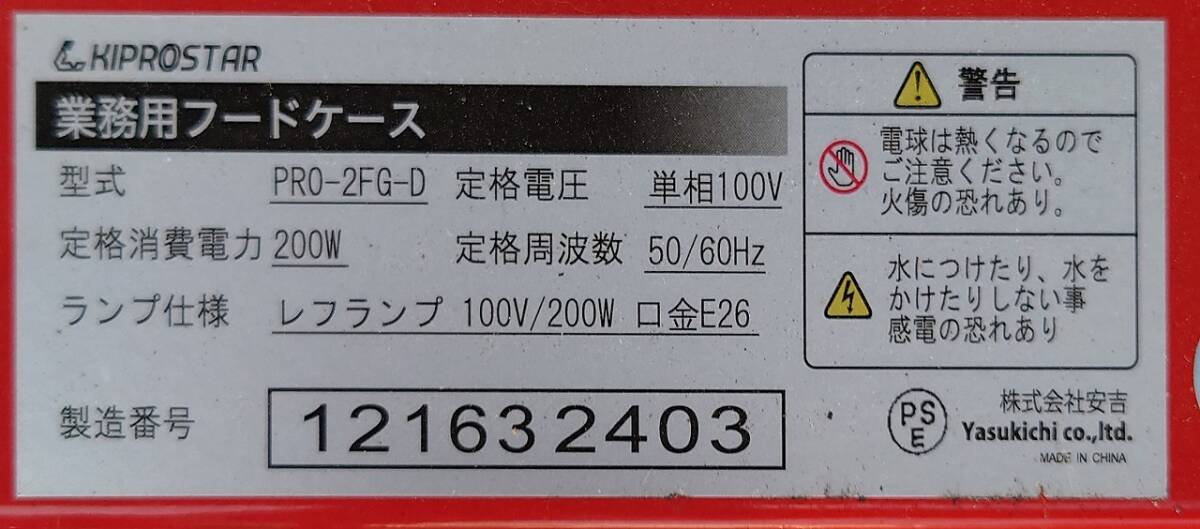 KIPROSTAR
業務用フードケース
型式 PRO-2FG-D 定格電圧 単相100V
定格消費電力 200W 定格周波数 50/60Hz
ランプ仕様 レフランプ 100V/200W 口金E26
製造番号 121632403
警告
電球は熱くなるので
ご注意ください。
火傷の恐れあり。
水につけたり、水を
かけたりしない事
感電の恐れあり
PS
E
株式会社安吉
Yasukichi co.,ltd.
MADE IN CHINA